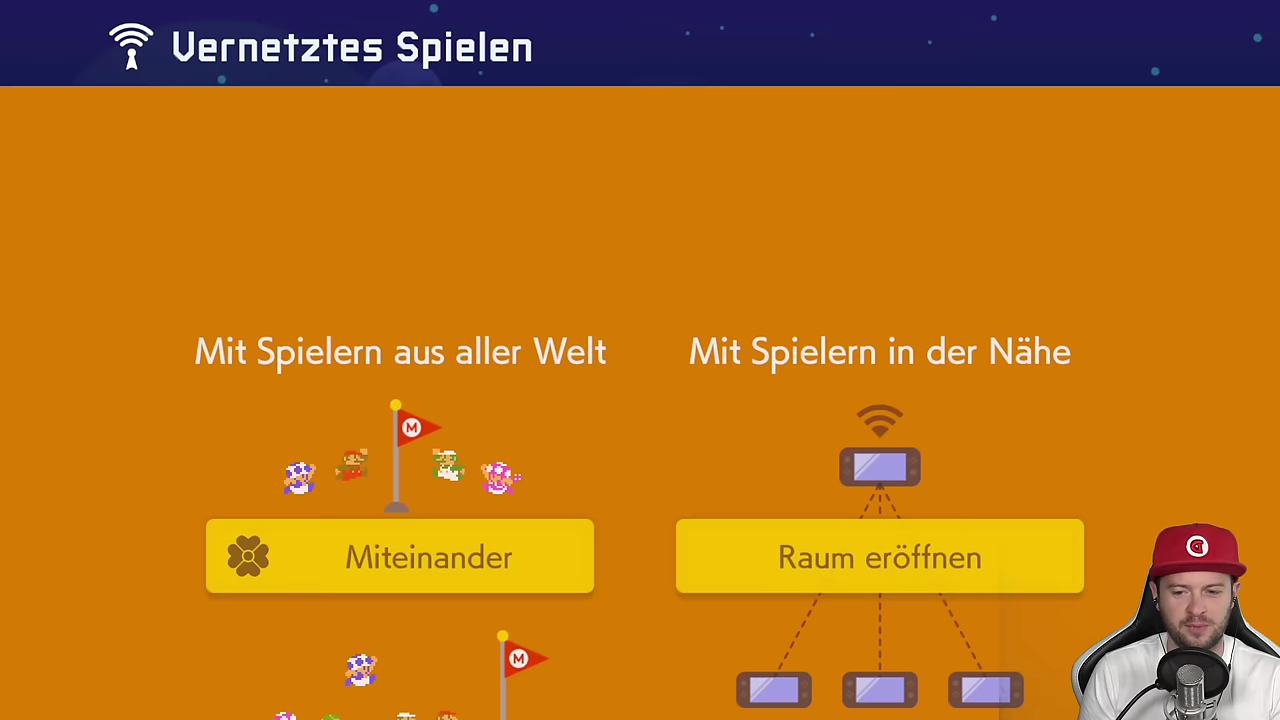 Vernetztes Spielen
Mit Spielern aus aller Welt
Mit Spielern in der Nähe
M
Miteinander
Raum eröffnen
M